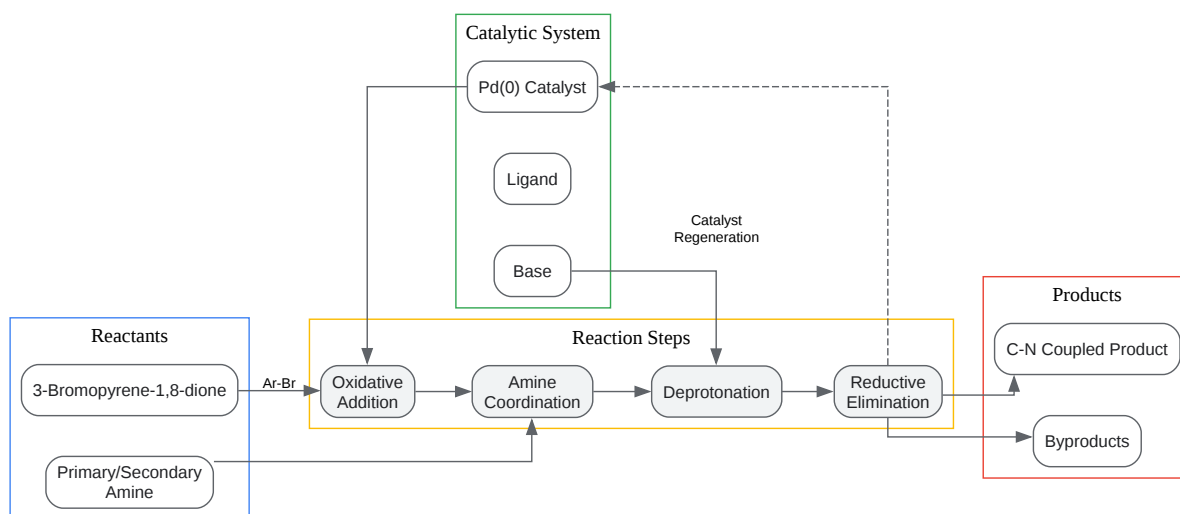 Catalytic System
Pd(0) Catalyst
Ligand
Base
Catalyst
Regeneration
Reactants
3-Bromopyrene-1,8-dione
Primary/Secondary
Amine
Ar-Br
Reaction Steps
Oxidative
Addition
Amine
Coordination
Deprotonation
Reductive
Elimination
Products
C-N Coupled Product
Byproducts